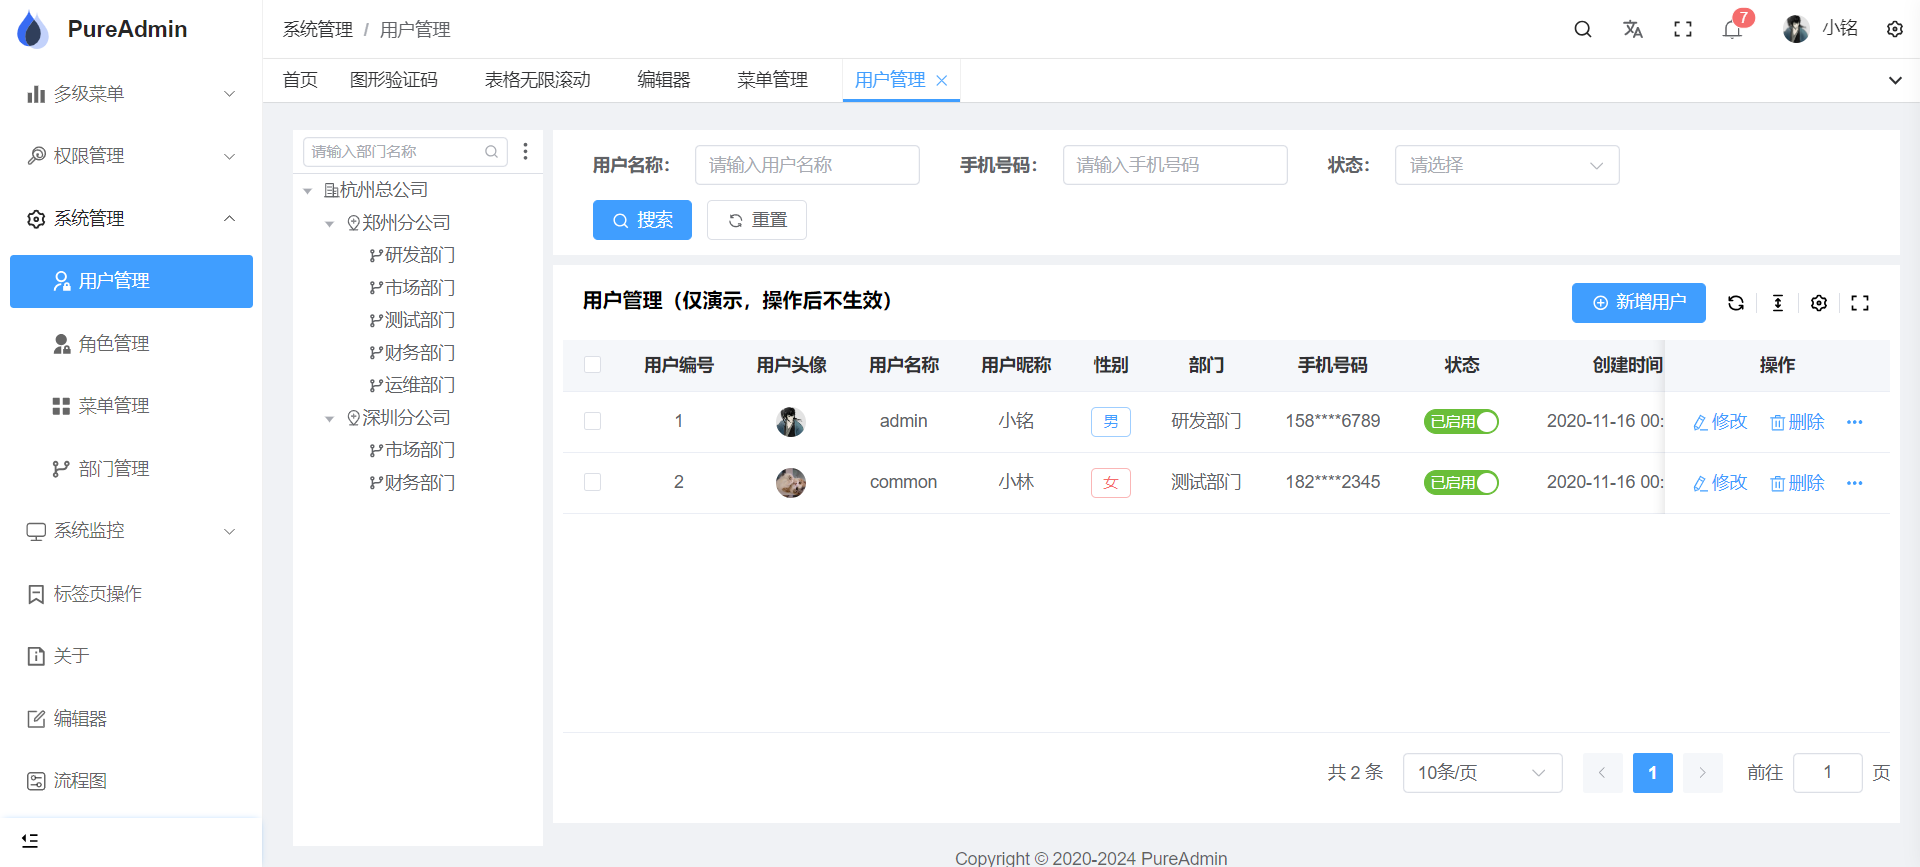 PureAdmin
多级菜单
权限管理
系统管理
用户管理
角色管理
菜单管理
部门管理
系统监控
标签页操作
关于
编辑器
流程图
系统管理 / 用户管理
7
小铭
首页 图形验证码 表格无限滚动 编辑器 菜单管理 用户管理
请输入部门名称
杭州总公司
郑州分公司
研发部门
市场部门
测试部门
财务部门
运维部门
深圳分公司
市场部门
财务部门
用户名称： 请输入用户名称 手机号码： 请输入手机号码 状态： 请选择
搜索 重置
用户管理（仅演示，操作后不生效） 新增用户
用户编号 用户头像 用户名称 用户昵称 性别 部门 手机号码 状态 创建时间 操作
1 admin 小铭 男 研发部门 158****6789 已启用 2020-11-16 00: 修改 删除
2 common 小林 女 测试部门 182****2345 已启用 2020-11-16 00: 修改 删除
共 2 条 10条/页 1 前往 1 页
Copyright © 2020-2024 PureAdmin